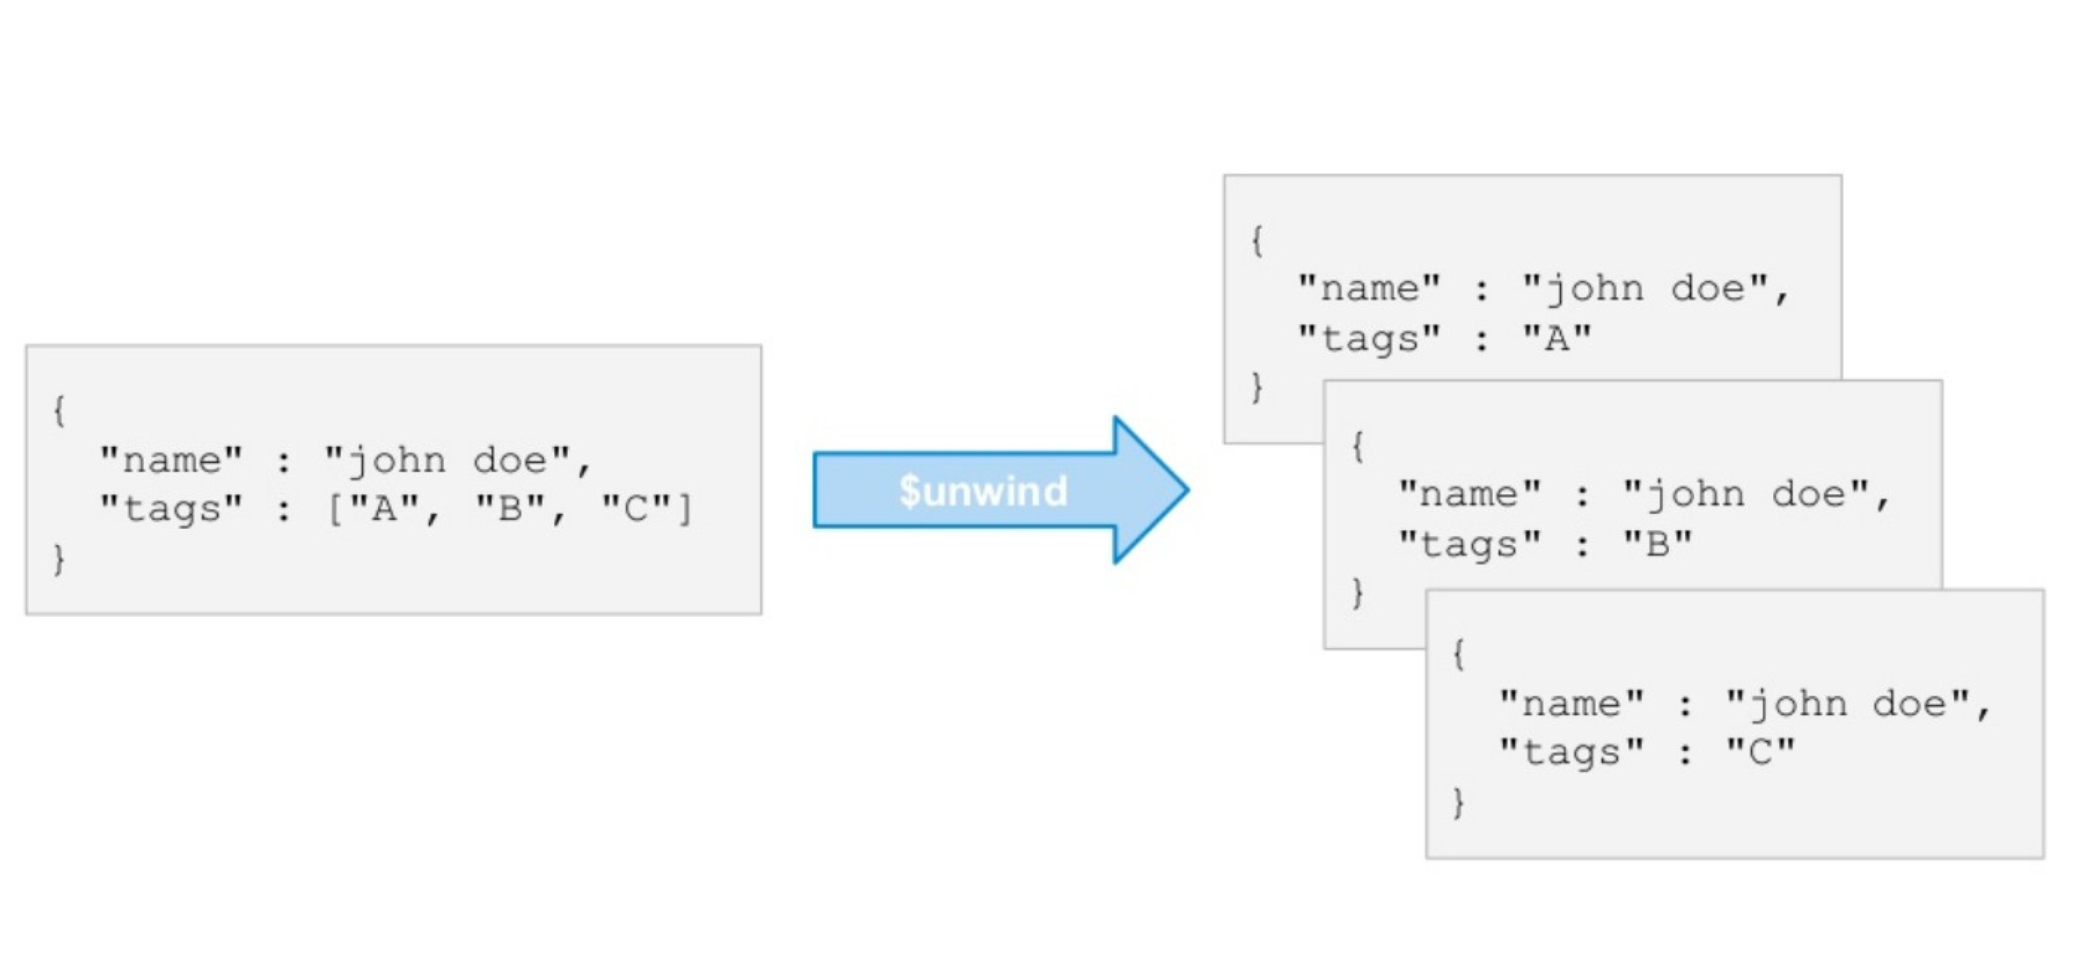 {
"name" : "john doe",
"tags" : ["A", "B", "C"]
}
$unwind
{
"name" : "john doe",
"tags" : "A"
}
{
"name" : "john doe",
"tags" : "B"
}
{
"name" : "john doe",
"tags" : "C"
}